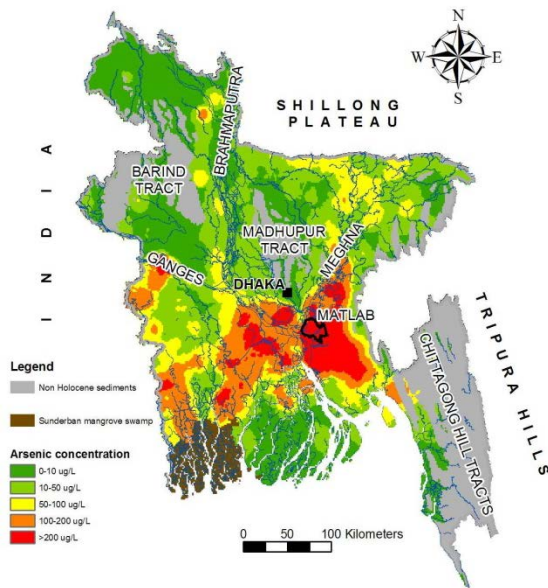 N
W E
S
SHILLONG
PLATEAU
BRAHMAPUTRA
BARIND
TRACT
INDIA
MADHUPUR
TRACT
MEGHNA
GANGES
DHAKA
MATLAB
TRIPURA HILLS
CHITTAGONG HILL TRACTS
Legend
Non Holocene sediments
Sunderban mangrove swamp
Arsenic concentration
0-10 ug/L
10-50 ug/L
50-100 ug/L
100-200 ug/L
>200 ug/L
0 25 50 100 Kilometers